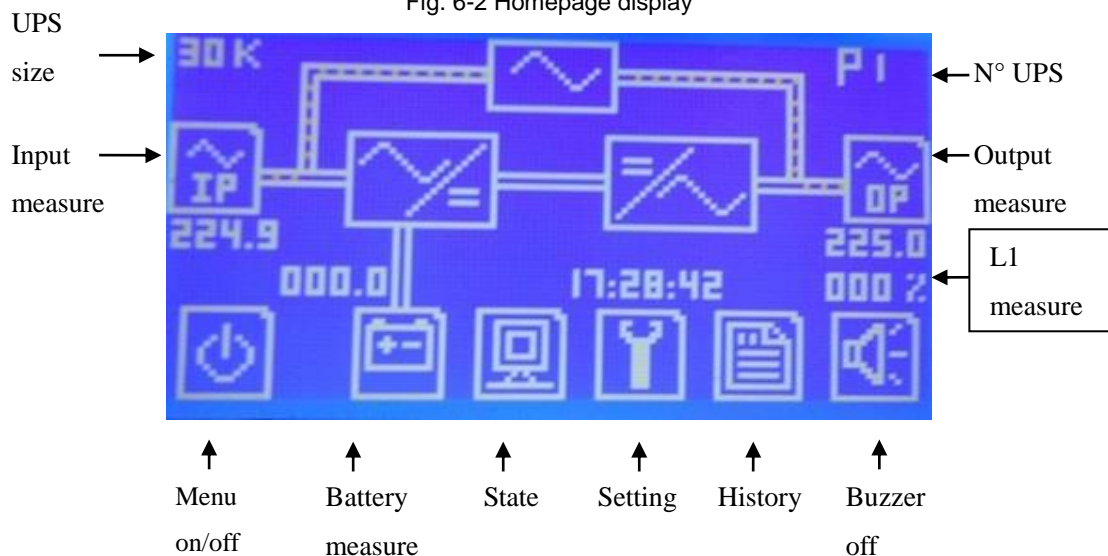 Fig. 6-2 Homepage display
UPS
size
30K
P1
N° UPS
Input
measure
IP
OP
Output
measure
224.9
225.0
L1
measure
000.0
17:28:42
000 %
Menu
on/off
Battery
measure
State
Setting
History
Buzzer
off